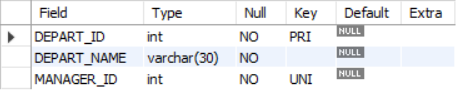 Field Type Null Key Default Extra
DEPART_ID int NO PRI NULL
DEPART_NAME varchar(30) NO NULL
MANAGER_ID int NO UNI NULL